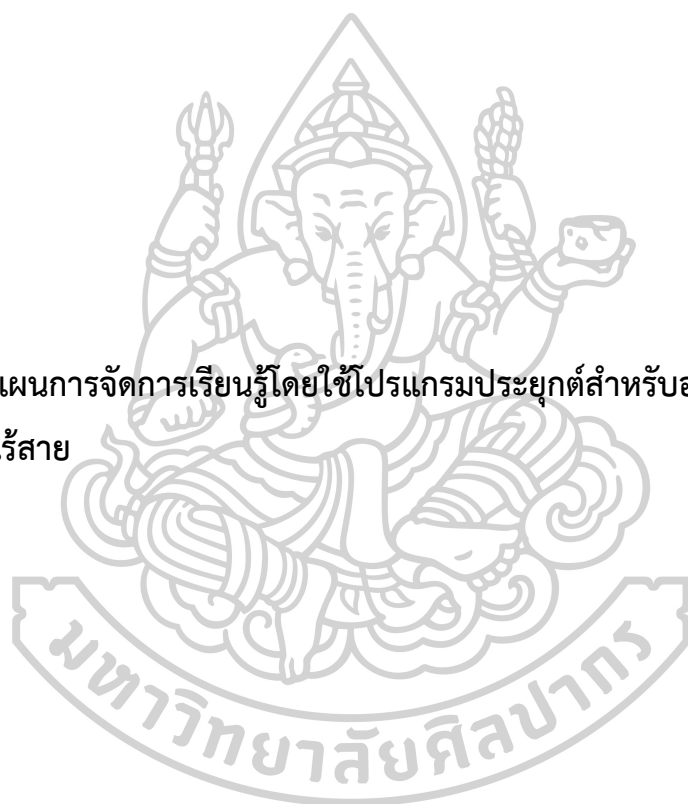 แผนการจัดการเรียนรู้โดยใช้โปรแกรมประยุกต์สำหรับ
ร้สาย
มหาวิทยาลัยศิลปากร